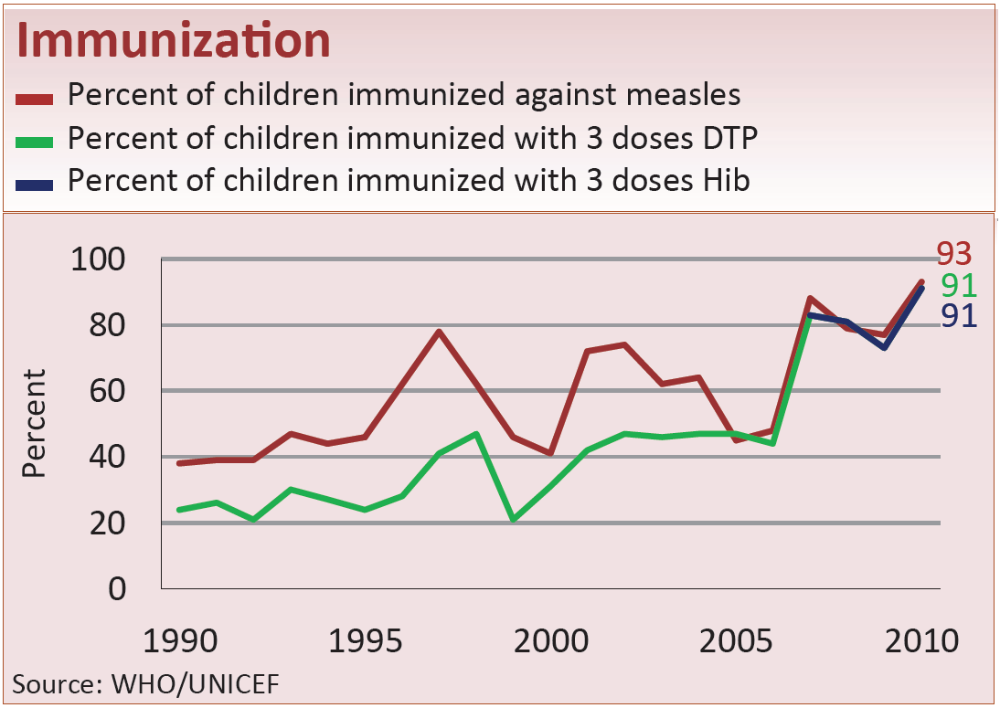 Immunization
Percent of children immunized against measles
Percent of children immunized with 3 doses DTP
Percent of children immunized with 3 doses Hib
100
80
60
40
20
0
Percent
93
91
91
1990 1995 2000 2005 2010
Source: WHO/UNICEF